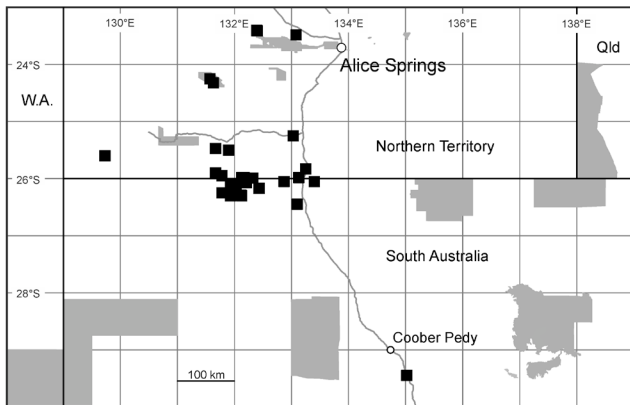 130°E 132°E 134°E 136°E 138°E
Qld
Alice Springs
24°S
W.A.
Northern Territory
26°S
South Australia
28°S
Coober Pedy
100 km